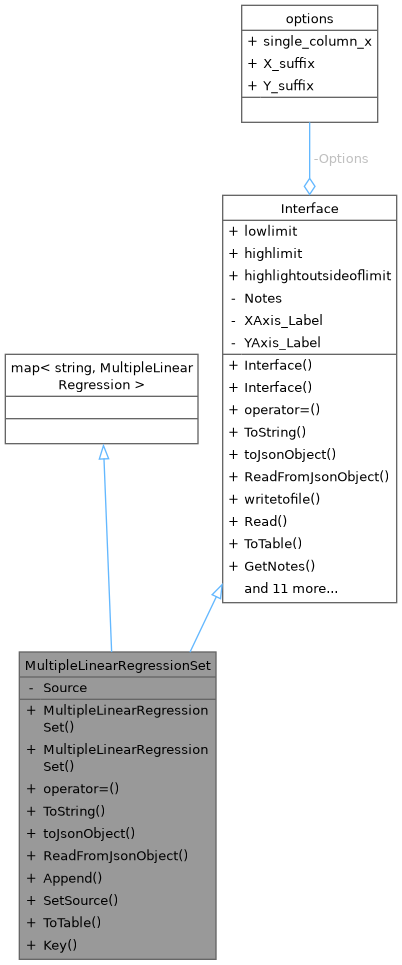 options
+ single_column_x
+ X_suffix
+ Y_suffix
-Options
Interface
+ lowlimit
+ highlimit
+ highlightoutsideoflimit
- Notes
- XAxis_Label
- YAxis_Label
+ Interface()
+ Interface()
+ operator=()
+ ToString()
+ toJsonObject()
+ ReadFromJsonObject()
+ writetofile()
+ Read()
+ ToTable()
+ GetNotes()
and 11 more...
map< string, MultipleLinear
Regression >
MultipleLinearRegressionSet
- Source
+ MultipleLinearRegression
Set()
+ MultipleLinearRegression
Set()
+ operator=()
+ ToString()
+ toJsonObject()
+ ReadFromJsonObject()
+ Append()
+ SetSource()
+ ToTable()
+ Key()